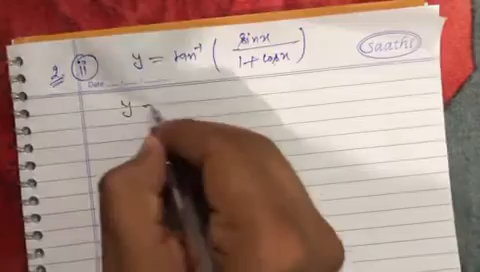 2 (ii) y = tan⁻¹ ( sinx / 1 + cosx )
Saathi
Date
y -